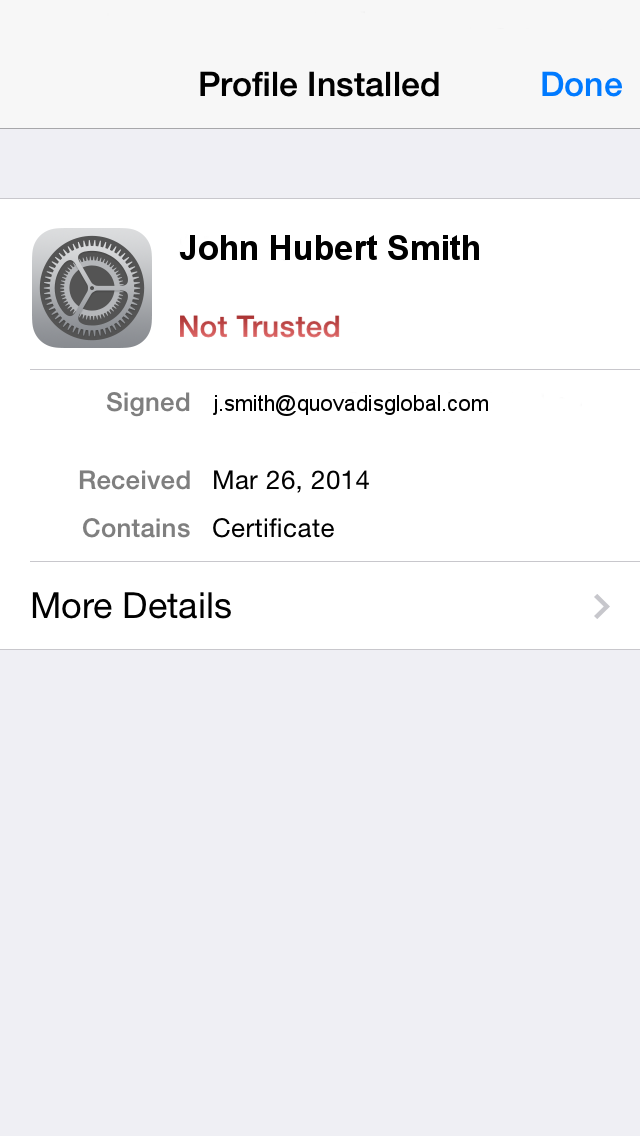 Profile Installed Done
John Hubert Smith
Not Trusted
Signed j.smith@quovadisglobal.com
Received Mar 26, 2014
Contains Certificate
More Details